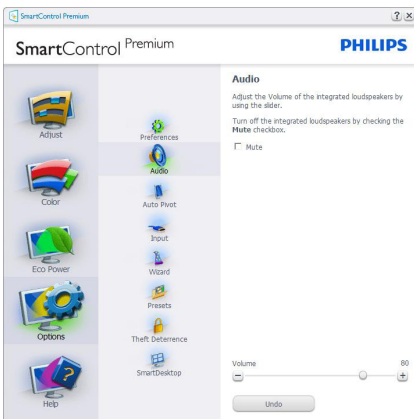 SmartControl Premium
SmartControl Premium
PHILIPS
Adjust
Color
Eco Power
Options
Help
Preferences
Audio
Auto Pivot
Input
Wizard
Presets
Theft Deterrence
SmartDesktop
Audio
Adjust the Volume of the integrated loudspeakers by
using the slider.
Turn off the integrated loudspeakers by checking the
Mute checkbox.
Mute
Volume 80
Undo